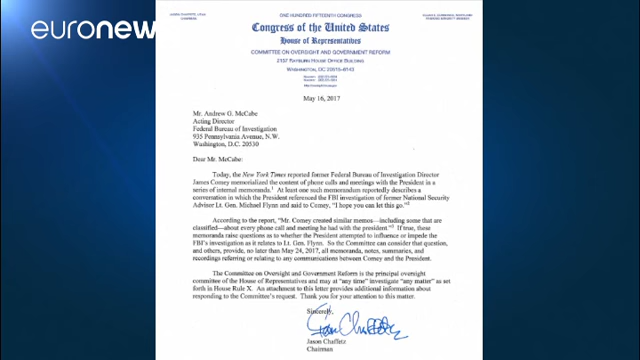 euronews
ONE HUNDRED FIFTEENTH CONGRESS
Congress of the United States
House of Representatives
COMMITTEE ON OVERSIGHT AND GOVERNMENT REFORM
2157 RAYBURN HOUSE OFFICE BUILDING
WASHINGTON, DC 20515-6143
May 16, 2017
Mr. Andrew G. McCabe
Acting Director
Federal Bureau of Investigation
935 Pennsylvania Avenue, N.W.
Washington, D.C. 20530
Dear Mr. McCabe:
Today, the New York Times reported former Federal Bureau of Investigation Director
James Comey memorialized the content of phone calls and meetings with the President in a
series of internal memoranda.1 At least one such memorandum reportedly describes a
conversation in which the President referenced the FBI investigation of former National Security
Advisor Lt. Gen. Michael Flynn and said to Comey, "I hope you can let this go."2
According to the report, "Mr. Comey created similar memos—including some that are
classified—about every phone call and meeting he had with the president."3 If true, these
memoranda raise questions as to whether the President attempted to influence or impede the
FBI's investigation as it relates to Lt. Gen. Flynn. So the Committee can consider that question,
and others, provide, no later than May 24, 2017, all memoranda, notes, summaries, and
recordings referring or relating to any communications between Comey and the President.
The Committee on Oversight and Government Reform is the principal oversight
committee of the House of Representatives and may at "any time" investigate "any matter" as set
forth in House Rule X. An attachment to this letter provides additional information about
responding to the Committee's request. Thank you for your attention to this matter.
Sincerely,
Jason Chaffetz
Chairman